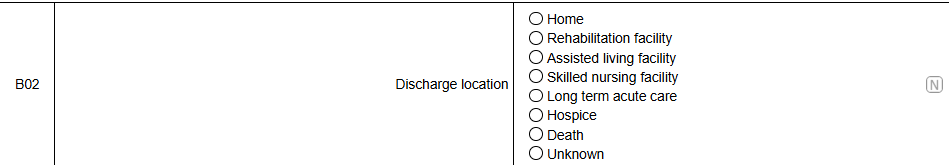 B02
Discharge location
Home
Rehabilitation facility
Assisted living facility
Skilled nursing facility
Long term acute care
Hospice
Death
Unknown
N